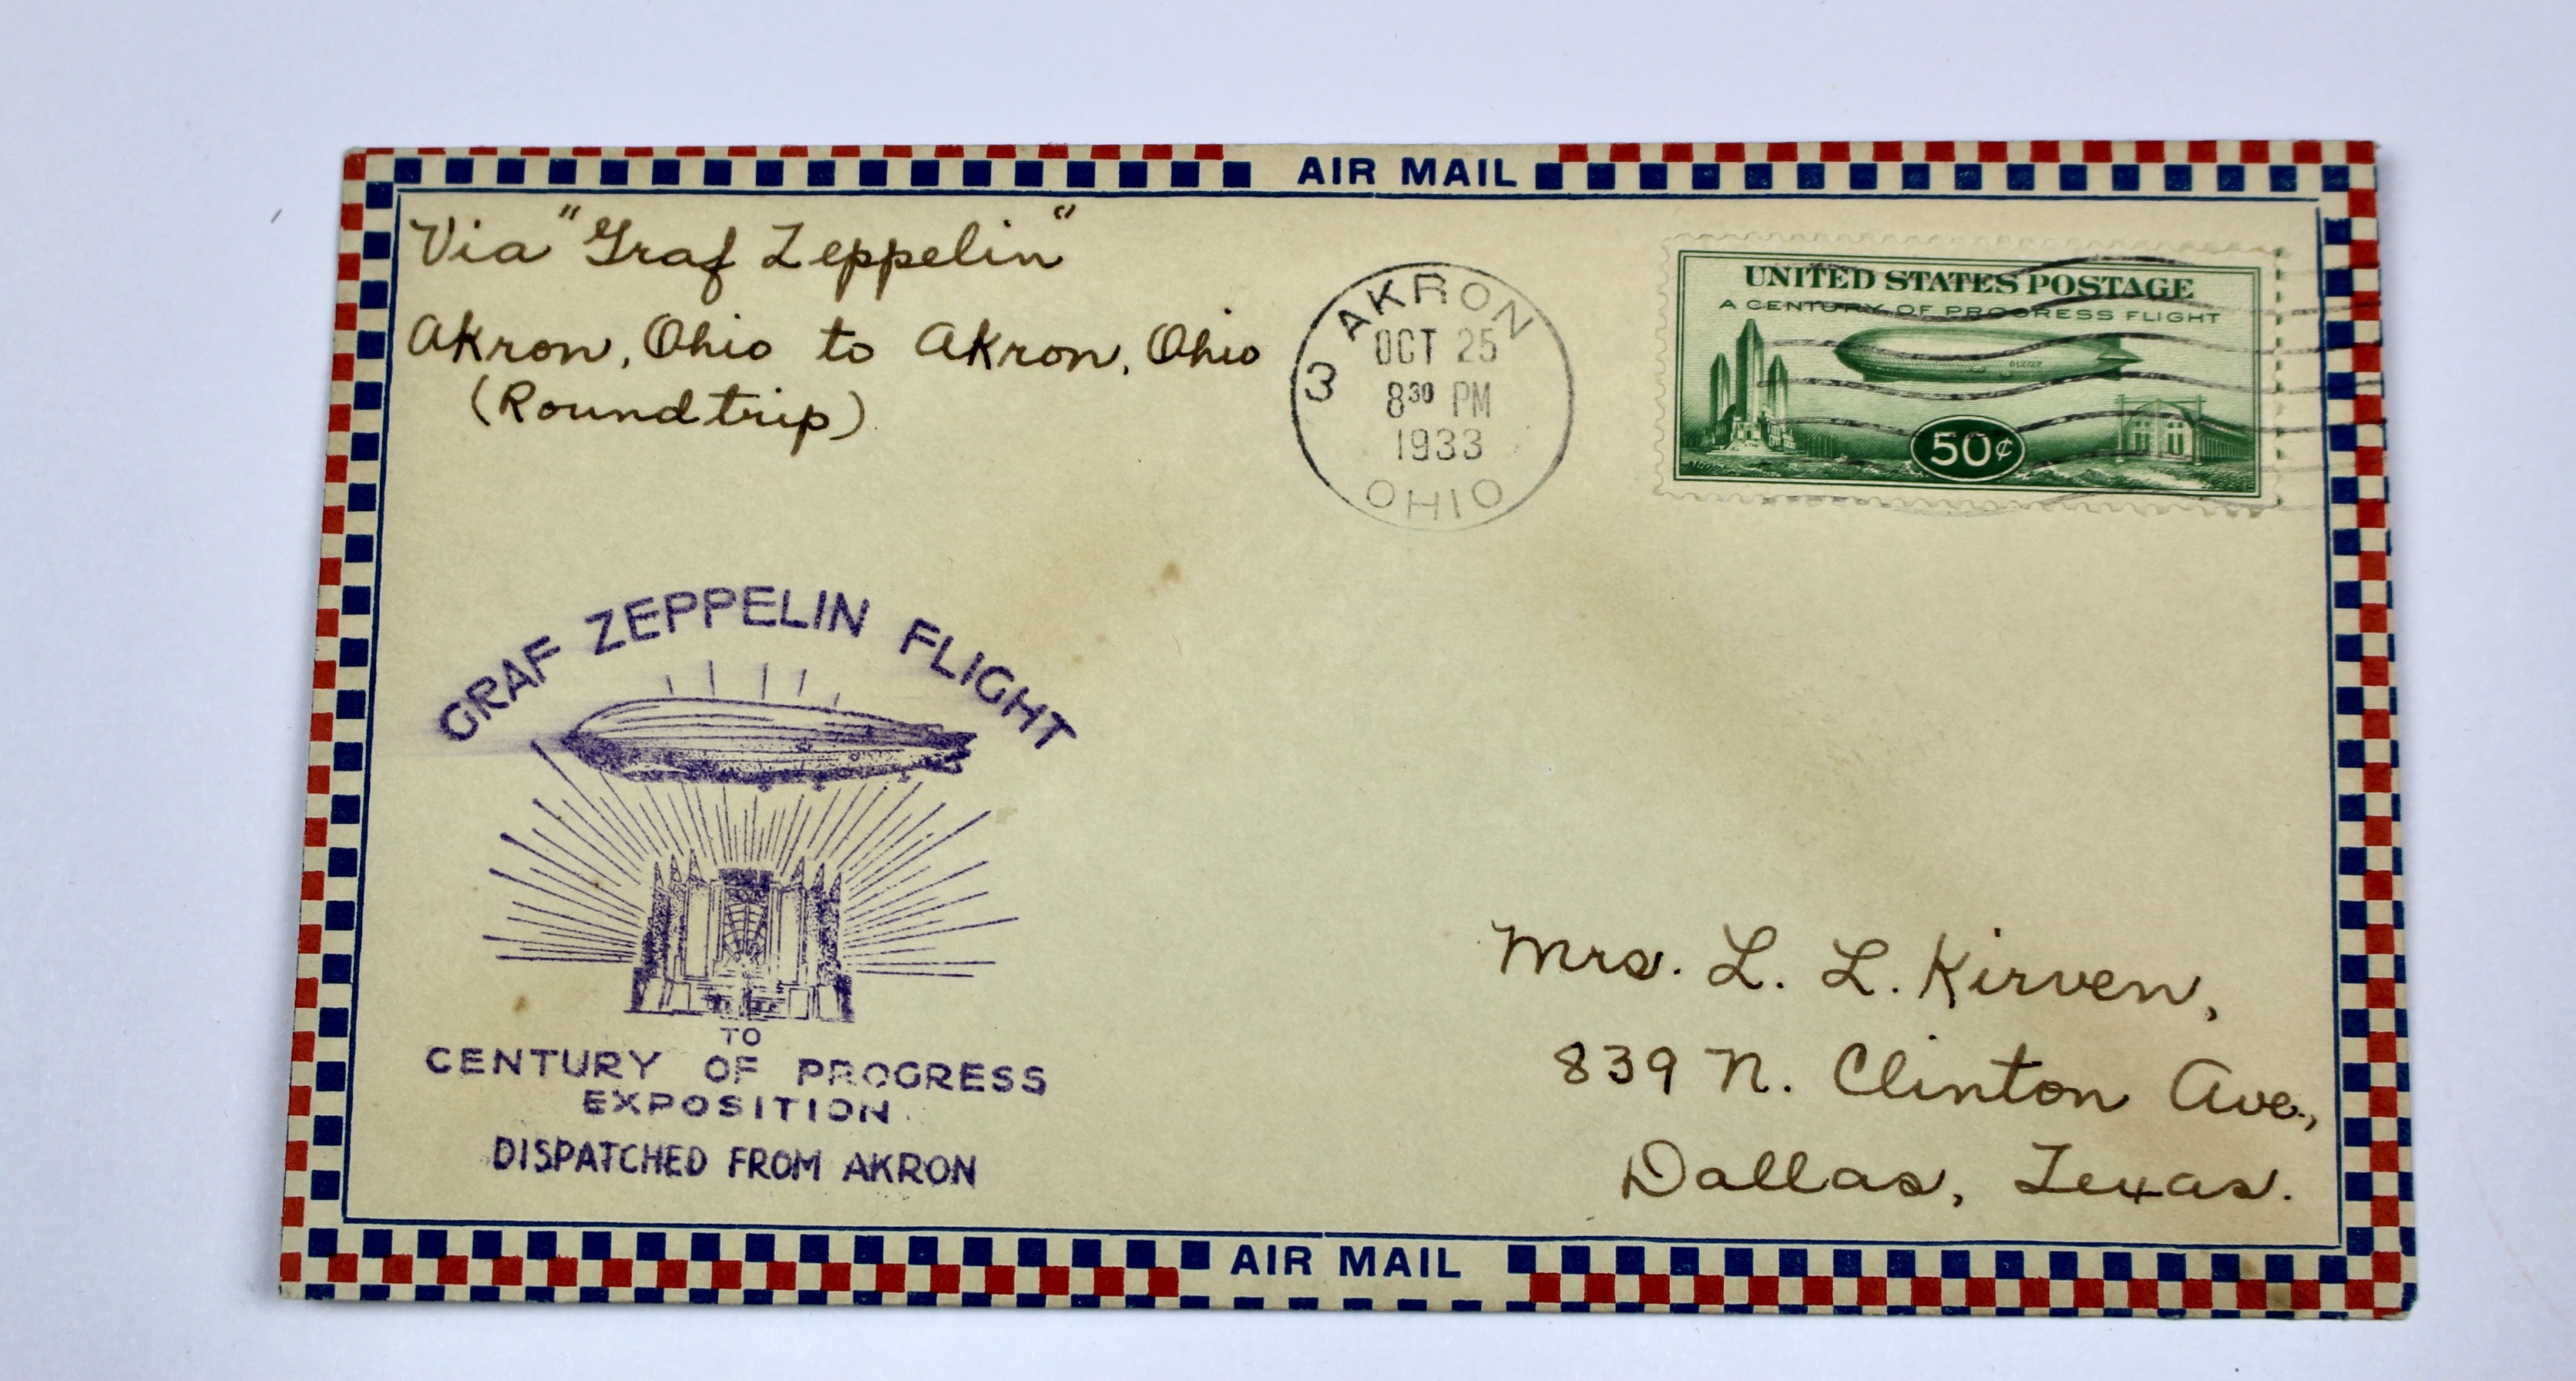 AIR MAIL
Via "Graf Zeppelin"
Akron, Ohio to Akron, Ohio
(Roundtrip)
3 AKRON
OCT 25
830 PM
1933
OHIO
UNITED STATES POSTAGE
A CENTURY OF PROGRESS FLIGHT
50¢
GRAF ZEPPELIN FLIGHT
TO
CENTURY OF PROGRESS
EXPOSITION
DISPATCHED FROM AKRON
Mrs. L. L. Kirven,
839 N. Clinton Ave.,
Dallas, Texas.
AIR MAIL